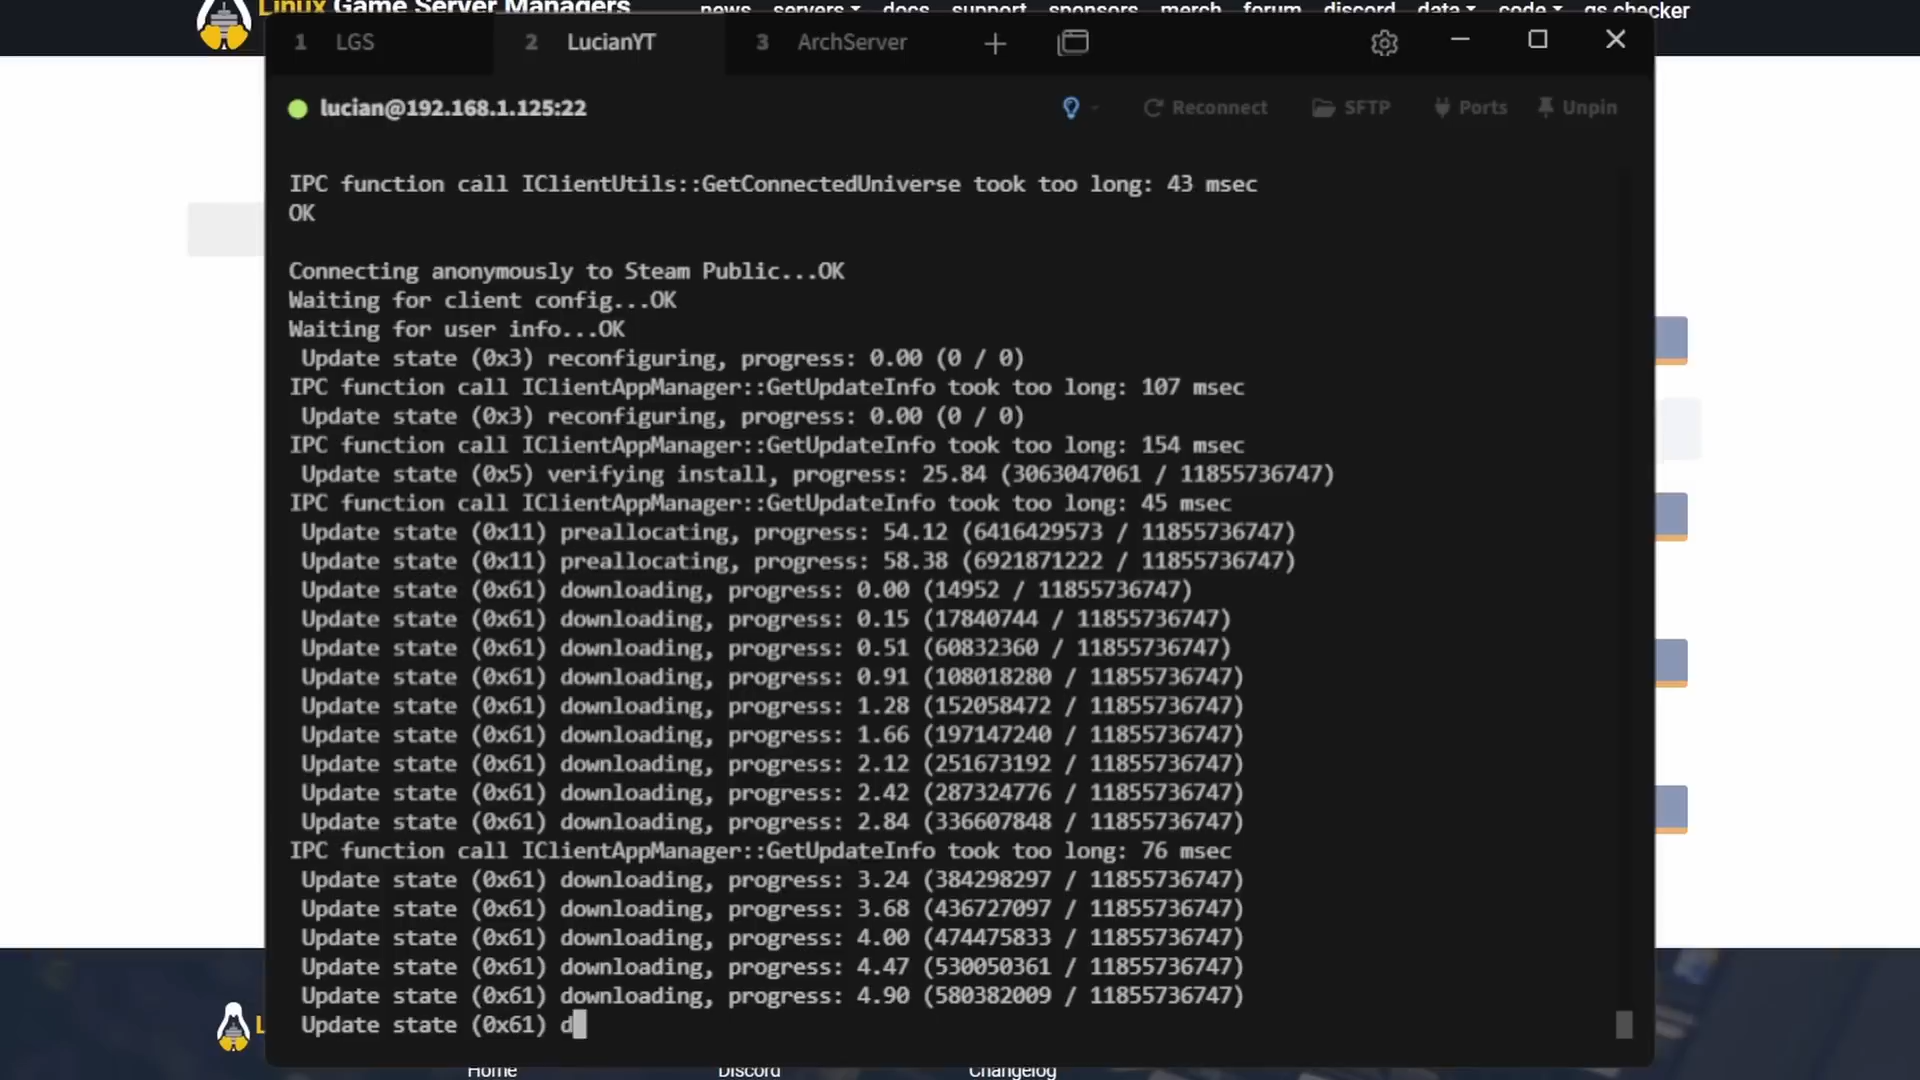 Linux Game Server Managers
news servers docs support sponsors merch forum discord data code gs checker
1 LGS 2 LucianYT 3 ArchServer
lucian@192.168.1.125:22
Reconnect SFTP Ports Unpin
IPC function call IClientUtils::GetConnectedUniverse took too long: 43 msec
OK
Connecting anonymously to Steam Public...OK
Waiting for client config...OK
Waiting for user info...OK
Update state (0x3) reconfiguring, progress: 0.00 (0 / 0)
IPC function call IClientAppManager::GetUpdateInfo took too long: 107 msec
Update state (0x3) reconfiguring, progress: 0.00 (0 / 0)
IPC function call IClientAppManager::GetUpdateInfo took too long: 154 msec
Update state (0x5) verifying install, progress: 25.84 (3063047061 / 11855736747)
IPC function call IClientAppManager::GetUpdateInfo took too long: 45 msec
Update state (0x11) preallocating, progress: 54.12 (6416429573 / 11855736747)
Update state (0x11) preallocating, progress: 58.38 (6921871222 / 11855736747)
Update state (0x61) downloading, progress: 0.00 (14952 / 11855736747)
Update state (0x61) downloading, progress: 0.15 (17840744 / 11855736747)
Update state (0x61) downloading, progress: 0.51 (60832360 / 11855736747)
Update state (0x61) downloading, progress: 0.91 (108018280 / 11855736747)
Update state (0x61) downloading, progress: 1.28 (152058472 / 11855736747)
Update state (0x61) downloading, progress: 1.66 (197147240 / 11855736747)
Update state (0x61) downloading, progress: 2.12 (251673192 / 11855736747)
Update state (0x61) downloading, progress: 2.42 (287324776 / 11855736747)
Update state (0x61) downloading, progress: 2.84 (336607848 / 11855736747)
IPC function call IClientAppManager::GetUpdateInfo took too long: 76 msec
Update state (0x61) downloading, progress: 3.24 (384298297 / 11855736747)
Update state (0x61) downloading, progress: 3.68 (436727097 / 11855736747)
Update state (0x61) downloading, progress: 4.00 (474475833 / 11855736747)
Update state (0x61) downloading, progress: 4.47 (530050361 / 11855736747)
Update state (0x61) downloading, progress: 4.90 (580382009 / 11855736747)
Update state (0x61) d
L
Home Discord Changelog